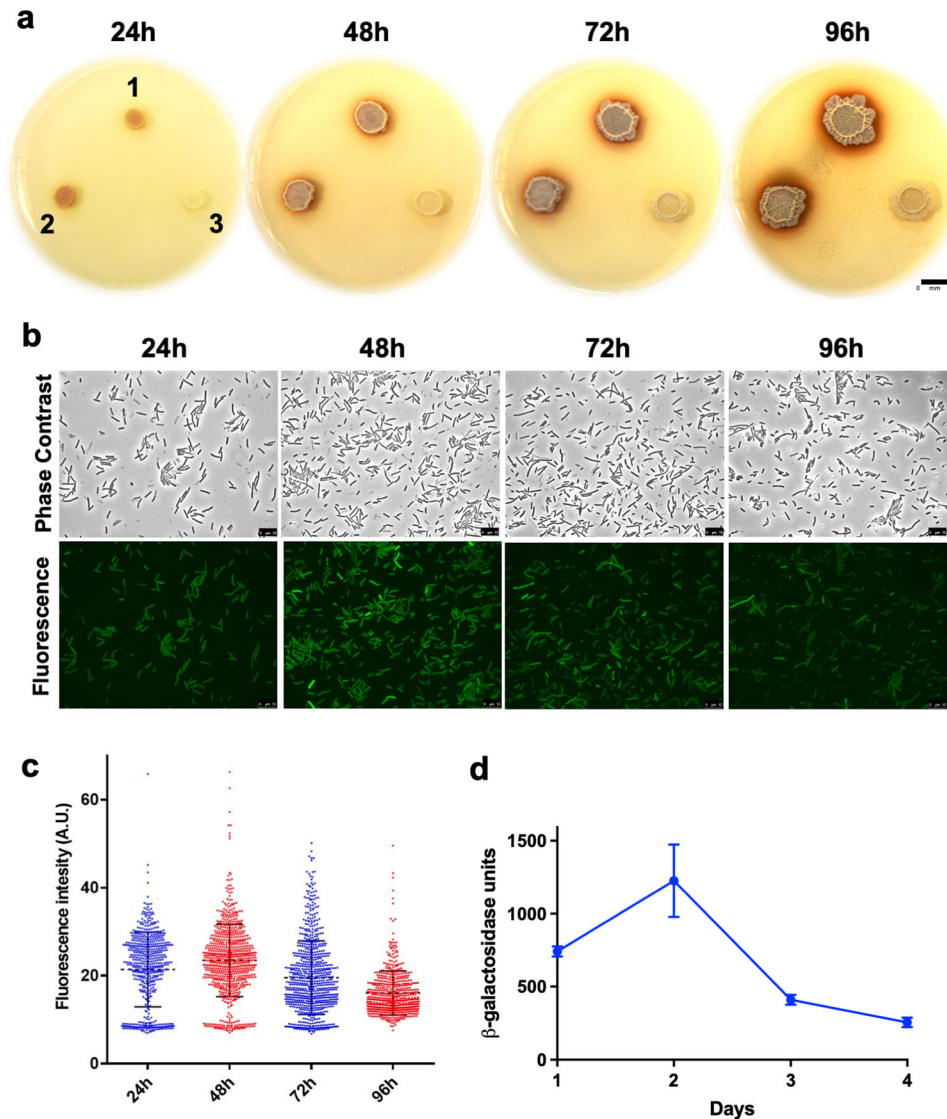 a
24h 48h 72h 96h
1
2
3
0 mm
b
24h 48h 72h 96h
Phase Contrast
Fluorescence
c
Fluorescence intesity (A.U.)
60
40
20
0
24h 48h 72h 96h
d
β-galactosidase units
1500
1000
500
0
1 2 3 4
Days